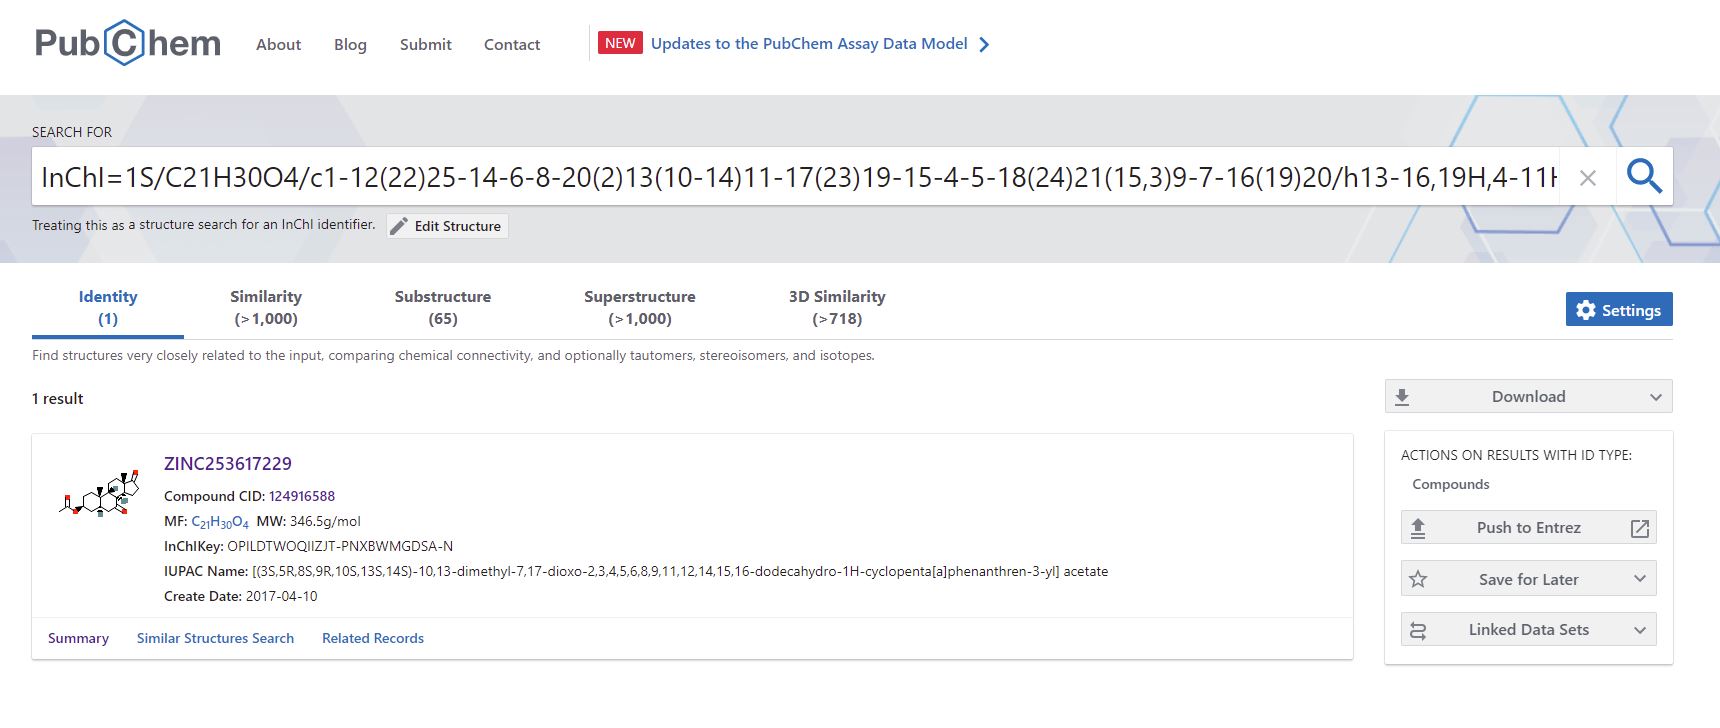 PubChem
About Blog Submit Contact
NEW Updates to the PubChem Assay Data Model
SEARCH FOR
InChI=1S/C21H30O4/c1-12(22)25-14-6-8-20(2)13(10-14)11-17(23)19-15-4-5-18(24)21(15,3)9-7-16(19)20/h13-16,19H,4-11H
Treating this as a structure search for an InChI identifier. Edit Structure
Identity Similarity Substructure Superstructure 3D Similarity
(1) (>1,000) (65) (>1,000) (>718)
Settings
Find structures very closely related to the input, comparing chemical connectivity, and optionally tautomers, stereoisomers, and isotopes.
1 result
Download
ZINC253617229
Compound CID: 124916588
MF: C21H30O4 MW: 346.5g/mol
InChIKey: OPILDTWOQIIZJT-PNXBWMGDSA-N
IUPAC Name: [(3S,5R,8S,9R,10S,13S,14S)-10,13-dimethyl-7,17-dioxo-2,3,4,5,6,8,9,11,12,14,15,16-dodecahydro-1H-cyclopenta[a]phenanthren-3-yl] acetate
Create Date: 2017-04-10
Summary Similar Structures Search Related Records
ACTIONS ON RESULTS WITH ID TYPE:
Compounds
Push to Entrez
Save for Later
Linked Data Sets